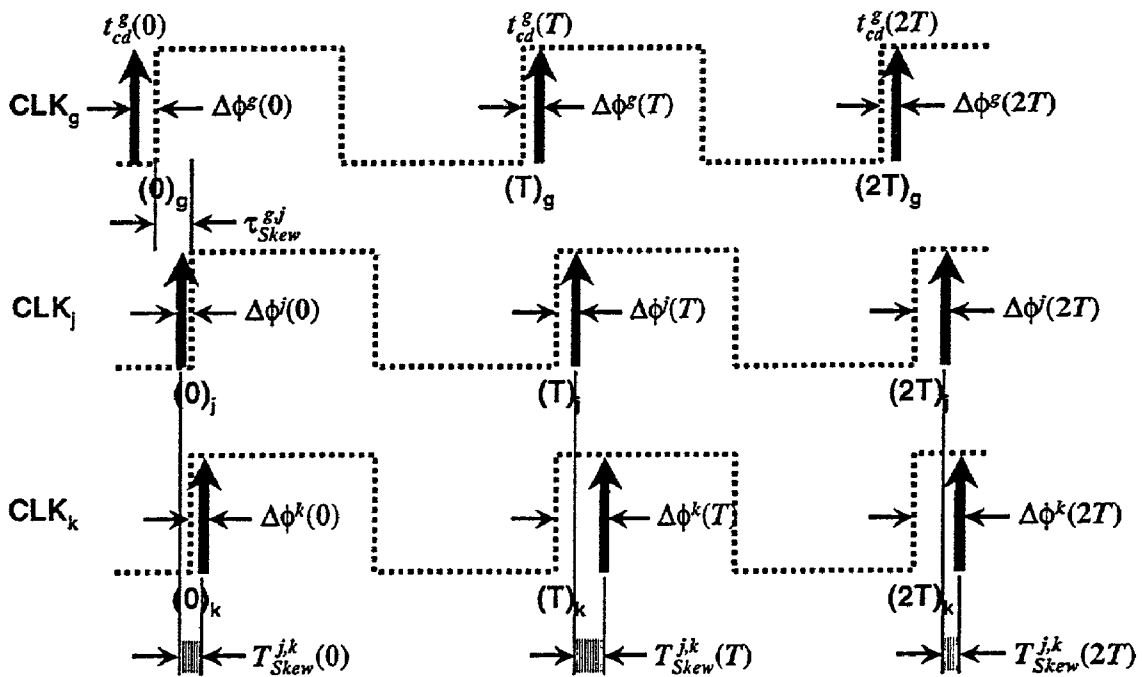 t_cd^g(0) t_cd^g(T) t_cd^g(2T)
CLK_g Δϕ^g(0) Δϕ^g(T) Δϕ^g(2T)
(0)_g (T)_g (2T)_g
τ_Skew^g,j
CLK_j Δϕ^j(0) Δϕ^j(T) Δϕ^j(2T)
(0)_j (T)_j (2T)_j
CLK_k Δϕ^k(0) Δϕ^k(T) Δϕ^k(2T)
(0)_k (T)_k (2T)_k
T_Skew^j,k(0) T_Skew^j,k(T) T_Skew^j,k(2T)